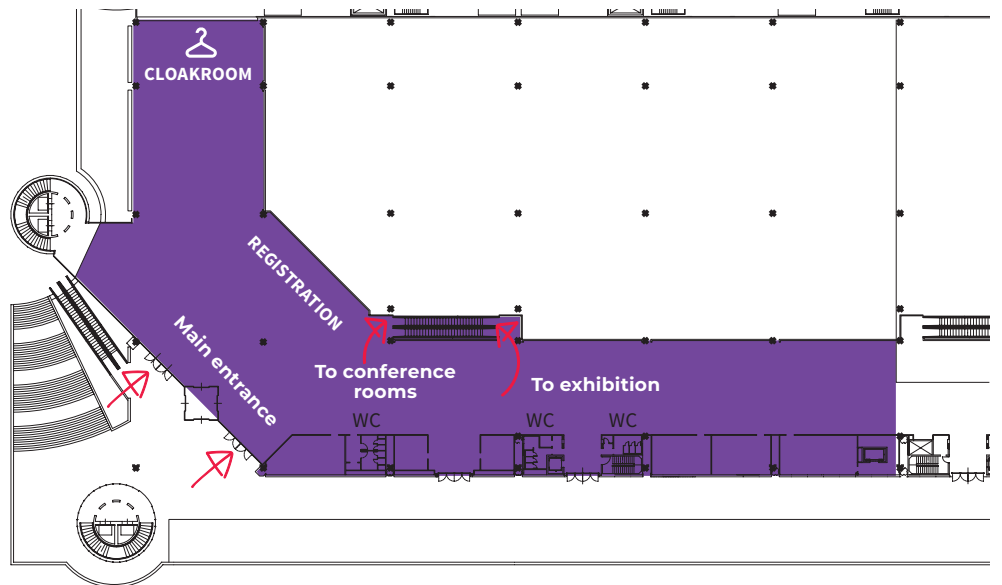 CLOAKROOM
REGISTRATION
Main entrance
To conference
rooms
To exhibition
WC
WC
WC